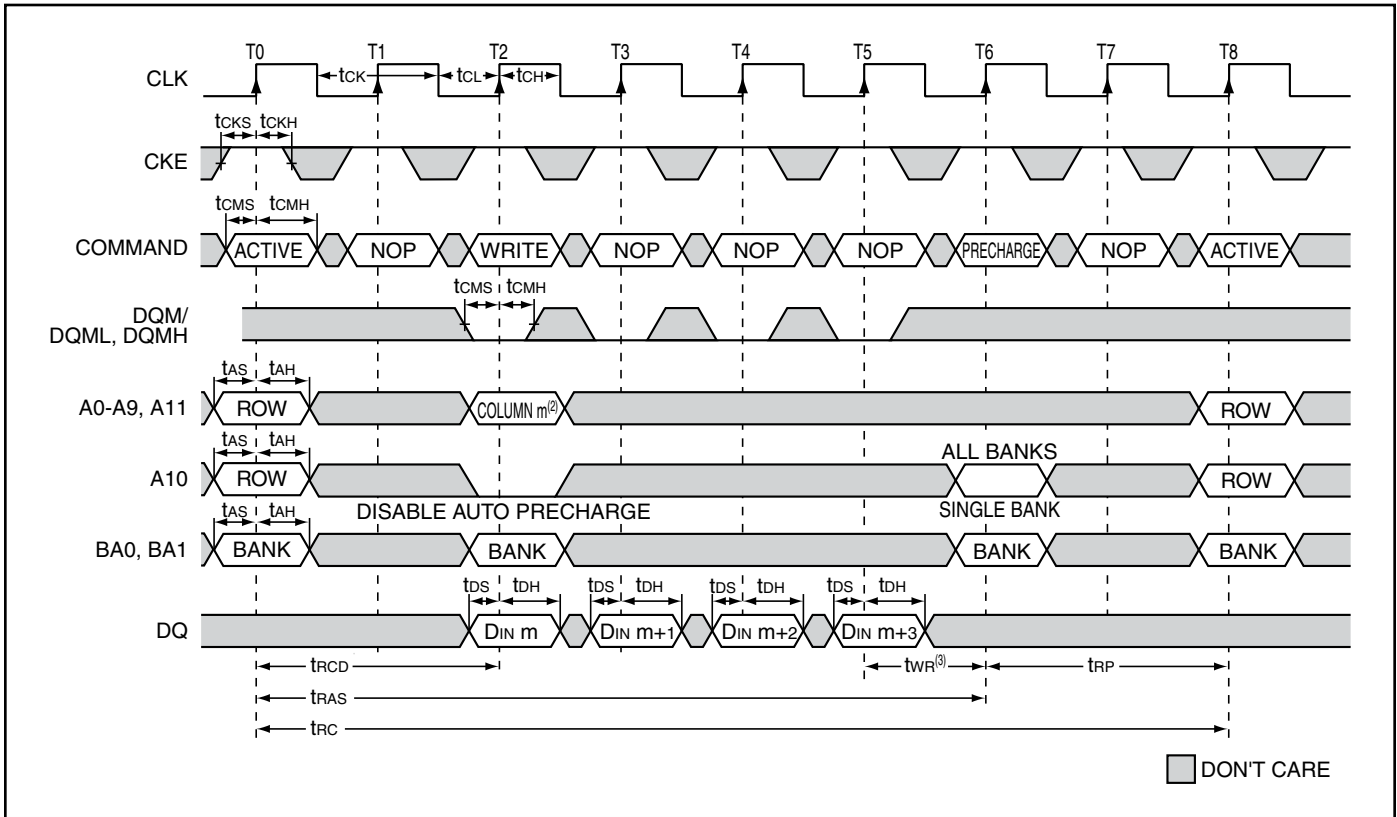 T0 T1 T2 T3 T4 T5 T6 T7 T8
CLK
tCK tCL tCH
tCKS tCKH
CKE
tCMS tCMH
COMMAND ACTIVE NOP WRITE NOP NOP NOP PRECHARGE NOP ACTIVE
tCMS tCMH
DQM/
DQML, DQMH
tAS tAH
A0-A9, A11 ROW COLUMN m(2) ROW
tAS tAH
ALL BANKS
A10 ROW ROW
DISABLE AUTO PRECHARGE SINGLE BANK
tAS tAH
BA0, BA1 BANK BANK BANK BANK
tDS tDH tDS tDH tDS tDH tDS tDH
DQ DIN m DIN m+1 DIN m+2 DIN m+3
tRCD tWR(3) tRP
tRAS
tRC
DON'T CARE